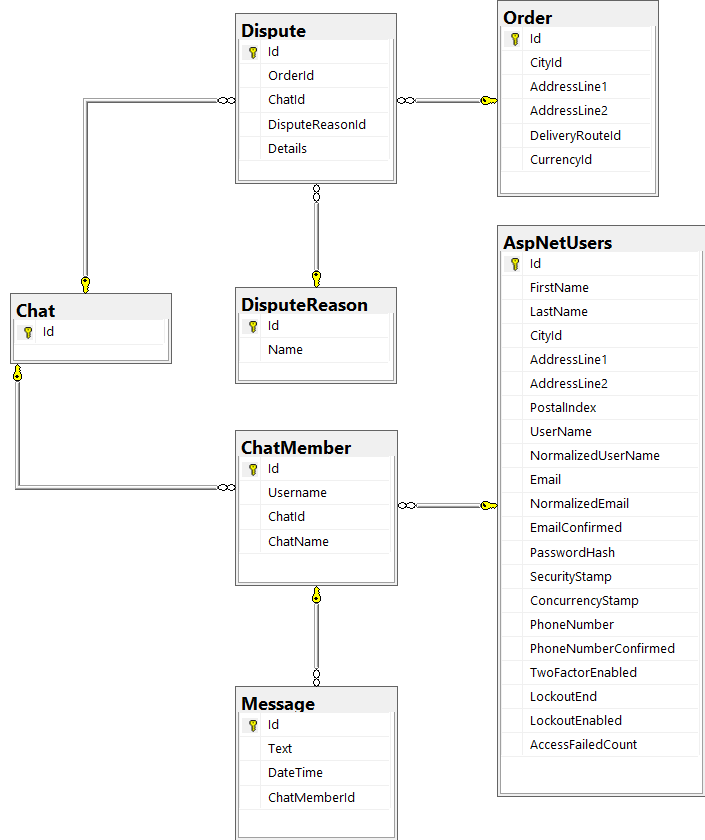 Dispute
Id
OrderId
ChatId
DisputeReasonId
Details
Order
Id
CityId
AddressLine1
AddressLine2
DeliveryRouteId
CurrencyId
Chat
Id
DisputeReason
Id
Name
AspNetUsers
Id
FirstName
LastName
CityId
AddressLine1
AddressLine2
PostalIndex
UserName
NormalizedUserName
Email
NormalizedEmail
EmailConfirmed
PasswordHash
SecurityStamp
ConcurrencyStamp
PhoneNumber
PhoneNumberConfirmed
TwoFactorEnabled
LockoutEnd
LockoutEnabled
AccessFailedCount
ChatMember
Id
Username
ChatId
ChatName
Message
Id
Text
DateTime
ChatMemberId